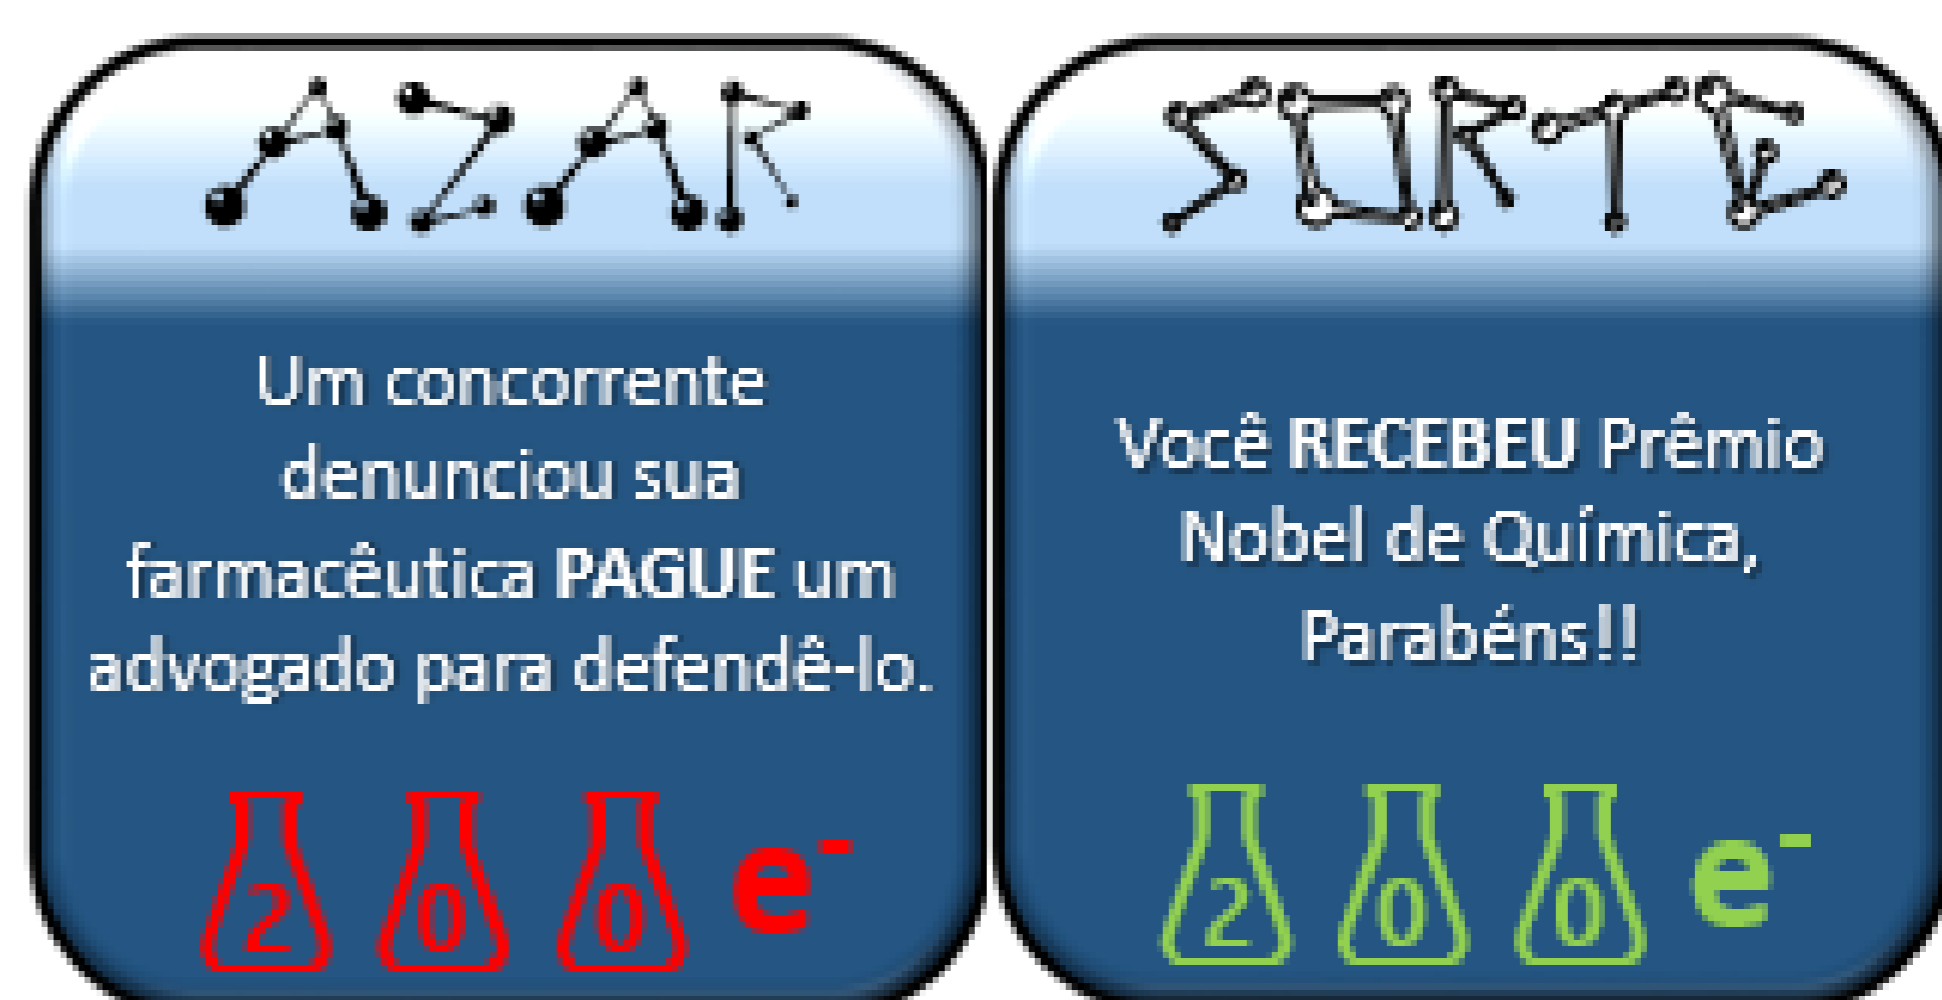 AZAR
Um concorrente
denunciou sua
farmacêutica PAGUE um
advogado para defendê-lo.
2 0 0 e-
SORTE
Você RECEBEU Prêmio
Nobel de Química,
Parabéns!!
2 0 0 e-